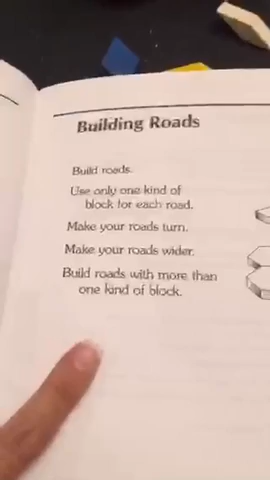 Building Roads
Build roads.
Use only one kind of
block for each road.
Make your roads turn.
Make your roads wider.
Build roads with more than
one kind of block.